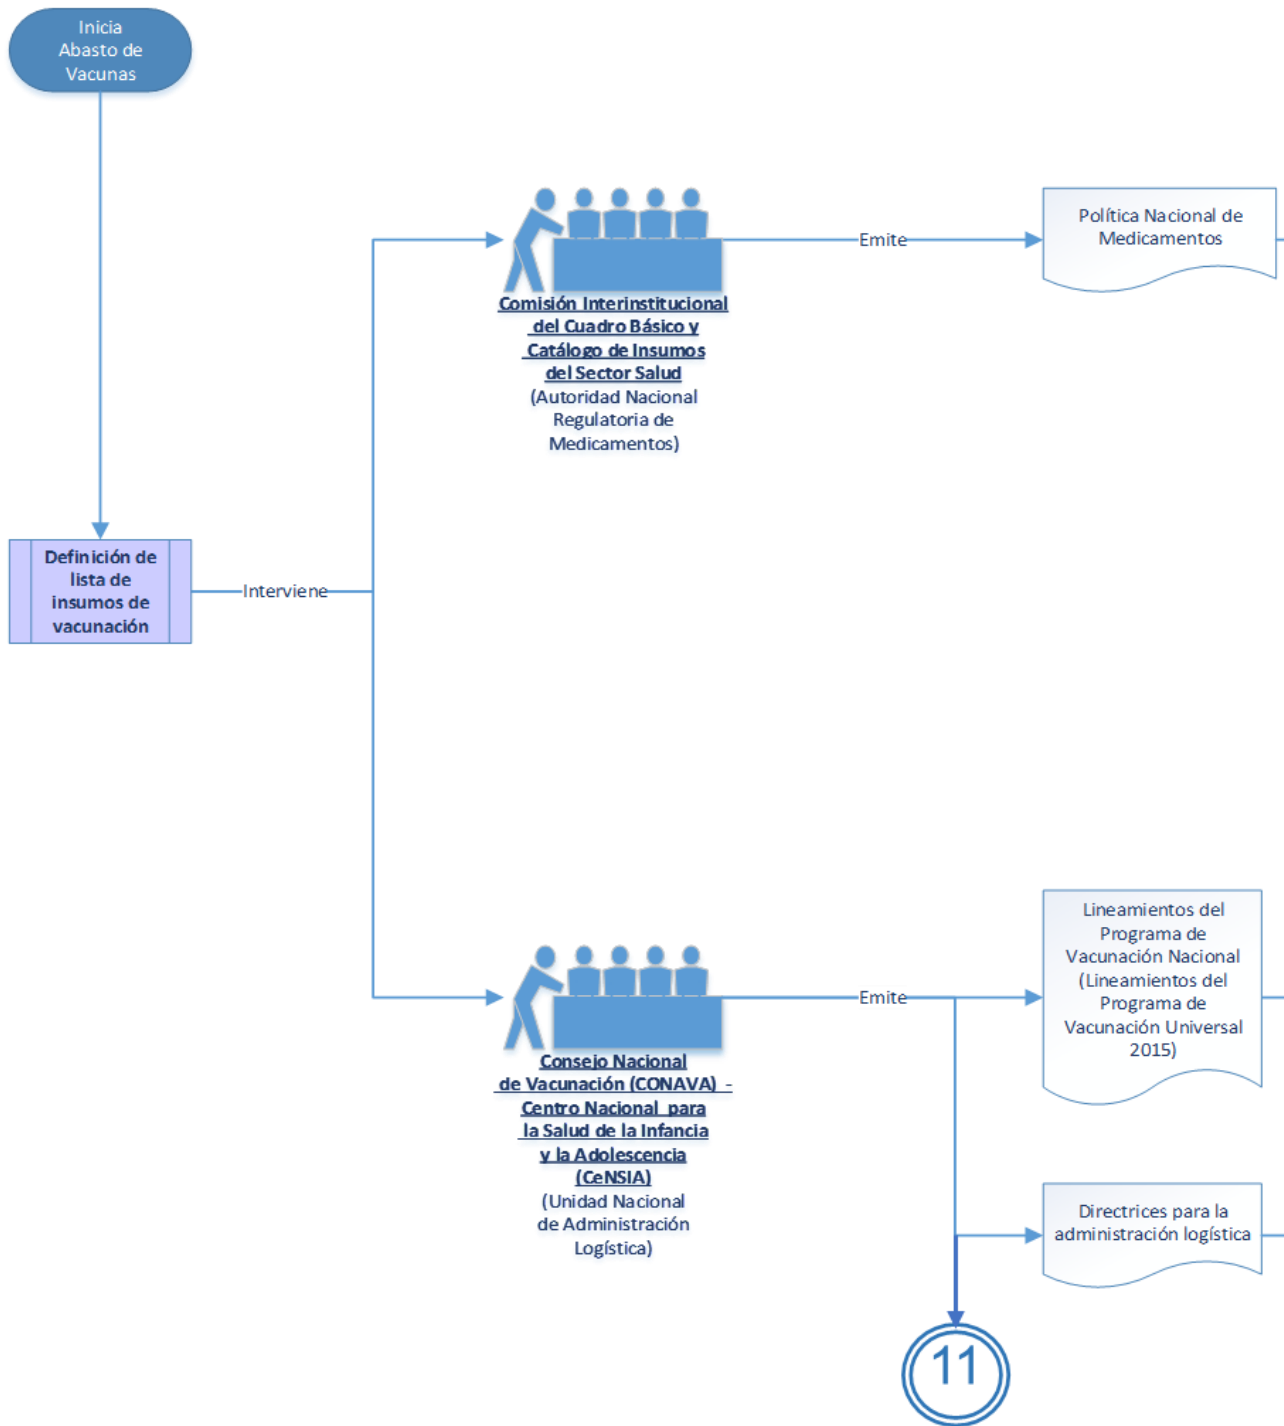 Inicia
Abasto de
Vacunas
Definición de
lista de
insumos de
vacunación
Interviene
Comisión Interinstitucional
del Cuadro Básico y
Catálogo de Insumos
del Sector Salud
(Autoridad Nacional
Regulatoria de
Medicamentos)
Emite
Política Nacional de
Medicamentos
Consejo Nacional
de Vacunación (CONAVA) -
Centro Nacional para
la Salud de la Infancia
y la Adolescencia
(CeNSIA)
(Unidad Nacional
de Administración
Logística)
Emite
Lineamientos del
Programa de
Vacunación Nacional
(Lineamientos del
Programa de
Vacunación Universal
2015)
Directrices para la
administración logística
11